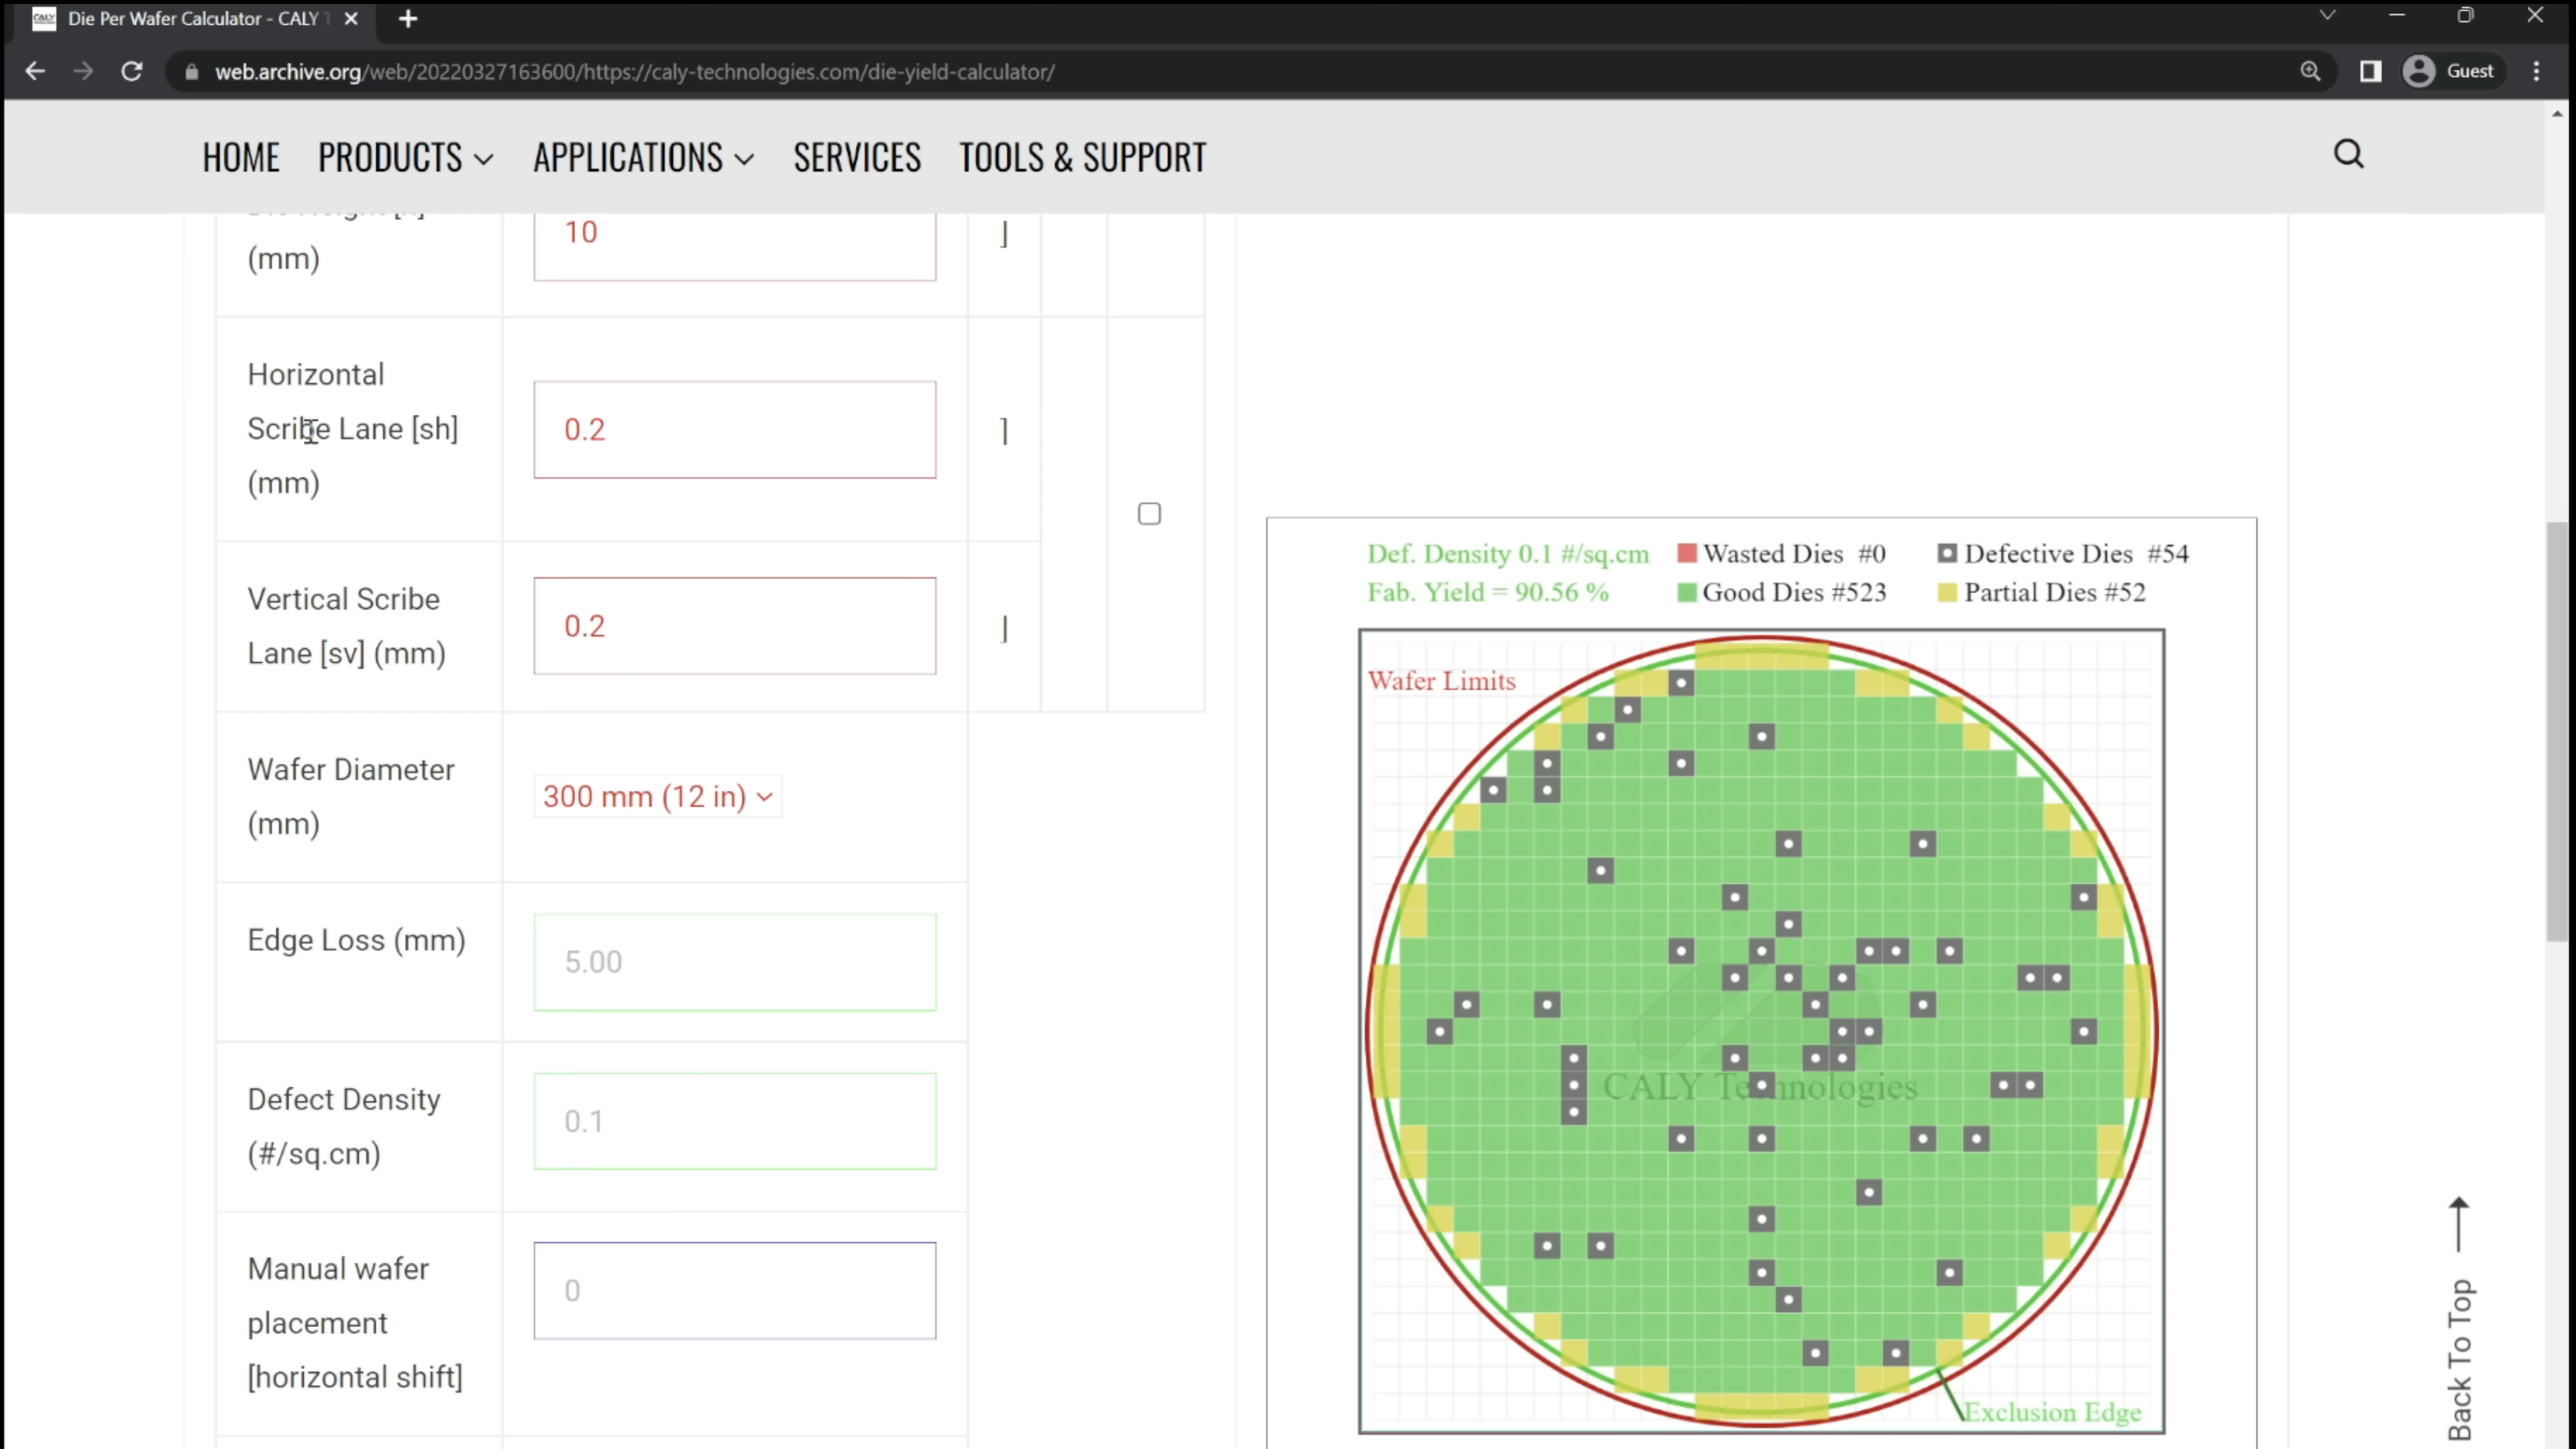 Die Per Wafer Calculator - CALY T
web.archive.org/web/20220327163600/https://caly-technologies.com/die-yield-calculator/
Guest
HOME PRODUCTS APPLICATIONS SERVICES TOOLS & SUPPORT
(mm)
10
]
Horizontal
Scribe Lane [sh]
(mm)
0.2
]
Vertical Scribe
Lane [sv] (mm)
0.2
]
Wafer Diameter
(mm)
300 mm (12 in)
Edge Loss (mm)
5.00
Defect Density
(#/sq.cm)
0.1
Manual wafer
placement
[horizontal shift]
0
Def. Density 0.1 #/sq.cm Wasted Dies #0 Defective Dies #54
Fab. Yield = 90.56 % Good Dies #523 Partial Dies #52
Wafer Limits
CALY Technologies
Exclusion Edge
Back To Top